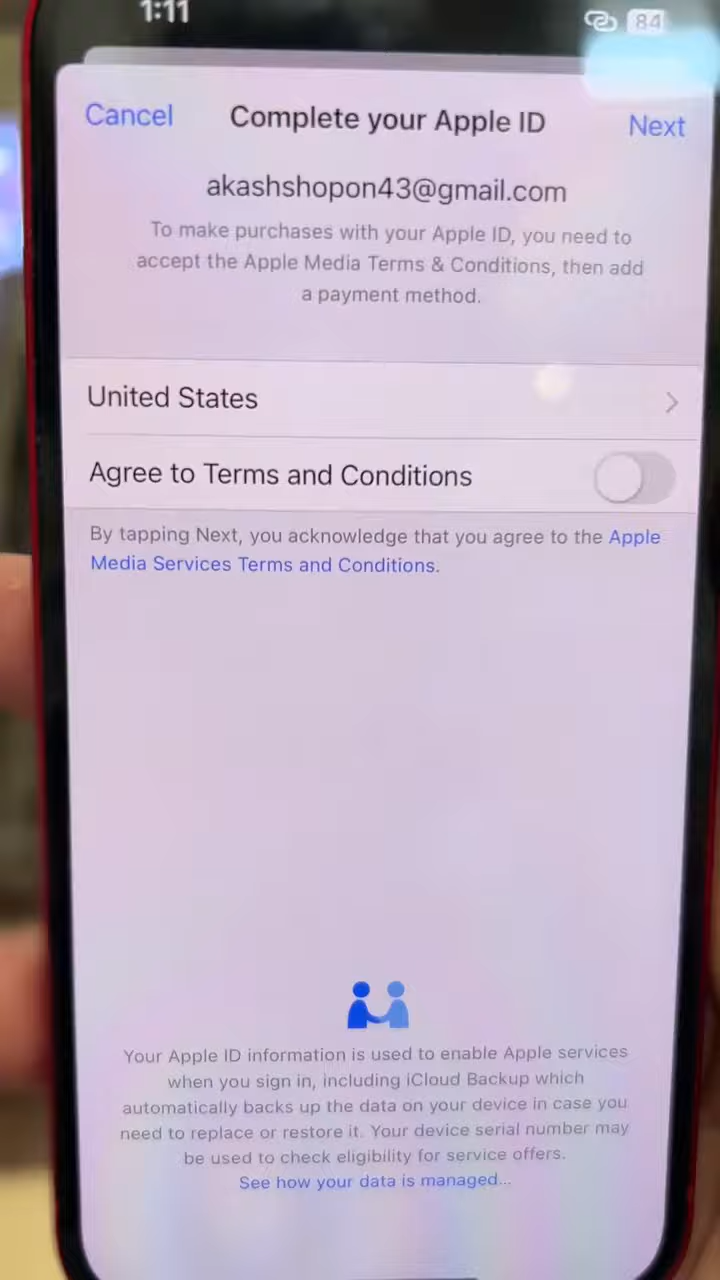 1:11
84
Cancel
Complete your Apple ID
Next
akashshopon43@gmail.com
To make purchases with your Apple ID, you need to
accept the Apple Media Terms & Conditions, then add
a payment method.
United States
Agree to Terms and Conditions
By tapping Next, you acknowledge that you agree to the Apple
Media Services Terms and Conditions.
Your Apple ID information is used to enable Apple services
when you sign in, including iCloud Backup which
automatically backs up the data on your device in case you
need to replace or restore it. Your device serial number may
be used to check eligibility for service offers.
See how your data is managed...